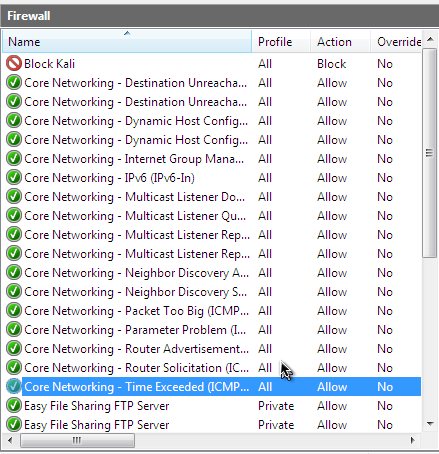 Firewall
Name Profile Action Override
Block Kali All Block No
Core Networking - Destination Unreacha... All Allow No
Core Networking - Destination Unreacha... All Allow No
Core Networking - Dynamic Host Config... All Allow No
Core Networking - Dynamic Host Config... All Allow No
Core Networking - Internet Group Mana... All Allow No
Core Networking - IPv6 (IPv6-In) All Allow No
Core Networking - Multicast Listener Do... All Allow No
Core Networking - Multicast Listener Qu... All Allow No
Core Networking - Multicast Listener Rep... All Allow No
Core Networking - Multicast Listener Rep... All Allow No
Core Networking - Neighbor Discovery A... All Allow No
Core Networking - Neighbor Discovery S... All Allow No
Core Networking - Packet Too Big (ICMP... All Allow No
Core Networking - Parameter Problem (I... All Allow No
Core Networking - Router Advertisement... All Allow No
Core Networking - Router Solicitation (IC... All Allow No
Core Networking - Time Exceeded (ICMP... All Allow No
Easy File Sharing FTP Server Private Allow No
Easy File Sharing FTP Server Private Allow No